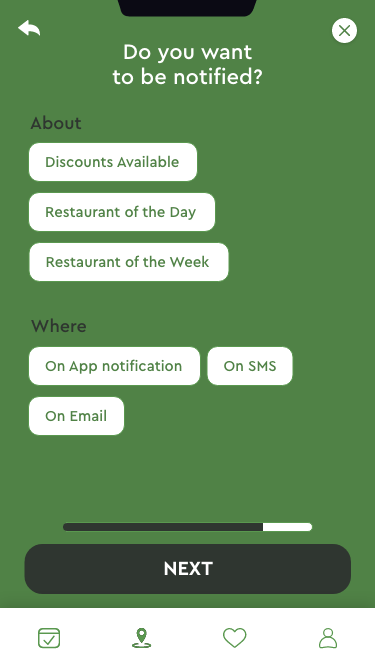 Do you want
to be notified?
About
Discounts Available
Restaurant of the Day
Restaurant of the Week
Where
On App notification On SMS
On Email
NEXT